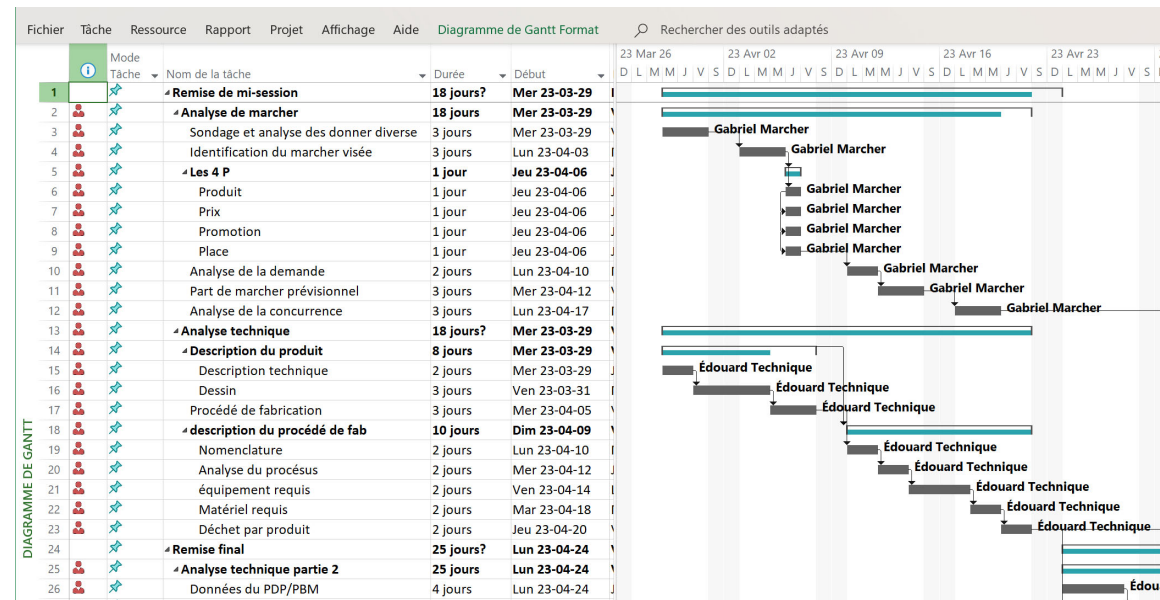 Fichier Tâche Ressource Rapport Projet Affichage Aide Diagramme de Gantt Format Rechercher des outils adaptés
23 Mar 26 23 Avr 02 23 Avr 09 23 Avr 16 23 Avr 23
Mode Tâche Nom de la tâche Durée Début D L M M J V S D L M M J V S D L M M J V S D L M M J V S D L M M J V S
1 Remise de mi-session 18 jours? Mer 23-03-29
2 Analyse de marcher 18 jours Mer 23-03-29
3 Sondage et analyse des donner diverse 3 jours Mer 23-03-29 Gabriel Marcher
4 Identification du marcher visée 3 jours Lun 23-04-03 Gabriel Marcher
5 Les 4 P 1 jour Jeu 23-04-06
6 Produit 1 jour Jeu 23-04-06 Gabriel Marcher
7 Prix 1 jour Jeu 23-04-06 Gabriel Marcher
8 Promotion 1 jour Jeu 23-04-06 Gabriel Marcher
9 Place 1 jour Jeu 23-04-06 Gabriel Marcher
10 Analyse de la demande 2 jours Lun 23-04-10 Gabriel Marcher
11 Part de marcher prévisionnel 3 jours Mer 23-04-12 Gabriel Marcher
12 Analyse de la concurrence 3 jours Lun 23-04-17 Gabriel Marcher
13 Analyse technique 18 jours? Mer 23-03-29
14 Description du produit 8 jours Mer 23-03-29
15 Description technique 2 jours Mer 23-03-29 Édouard Technique
16 Dessin 3 jours Ven 23-03-31 Édouard Technique
17 Procédé de fabrication 3 jours Mer 23-04-05 Édouard Technique
18 description du procédé de fab 10 jours Dim 23-04-09
19 Nomenclature 2 jours Lun 23-04-10 Édouard Technique
20 Analyse du procésus 2 jours Mer 23-04-12 Édouard Technique
21 équipement requis 2 jours Ven 23-04-14 Édouard Technique
22 Matériel requis 2 jours Mar 23-04-18 Édouard Technique
23 Déchet par produit 2 jours Jeu 23-04-20 Édouard Technique
24 Remise final 25 jours? Lun 23-04-24
25 Analyse technique partie 2 25 jours Lun 23-04-24
26 Données du PDP/PBM 4 jours Lun 23-04-24 Édou
DIAGRAMME DE GANTT